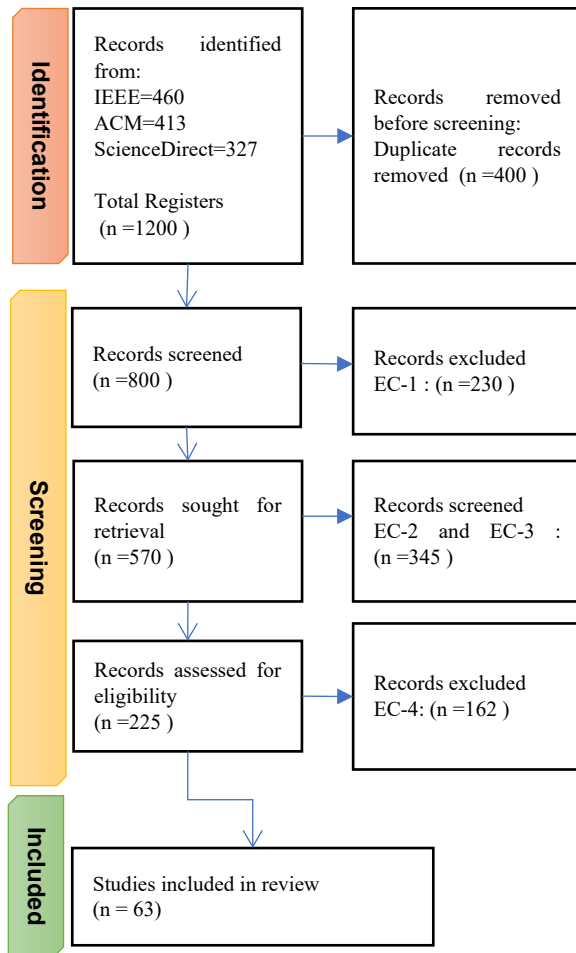 Identification
Records identified
from:
IEEE=460
ACM=413
ScienceDirect=327
Total Registers
(n =1200 )
Records removed
before screening:
Duplicate records
removed (n =400 )
Screening
Records screened
(n =800 )
Records excluded
EC-1 : (n =230 )
Records sought for
retrieval
(n =570 )
Records screened
EC-2 and EC-3 :
(n =345 )
Records assessed for
eligibility
(n =225 )
Records excluded
EC-4: (n =162 )
Included
Studies included in review
(n = 63)